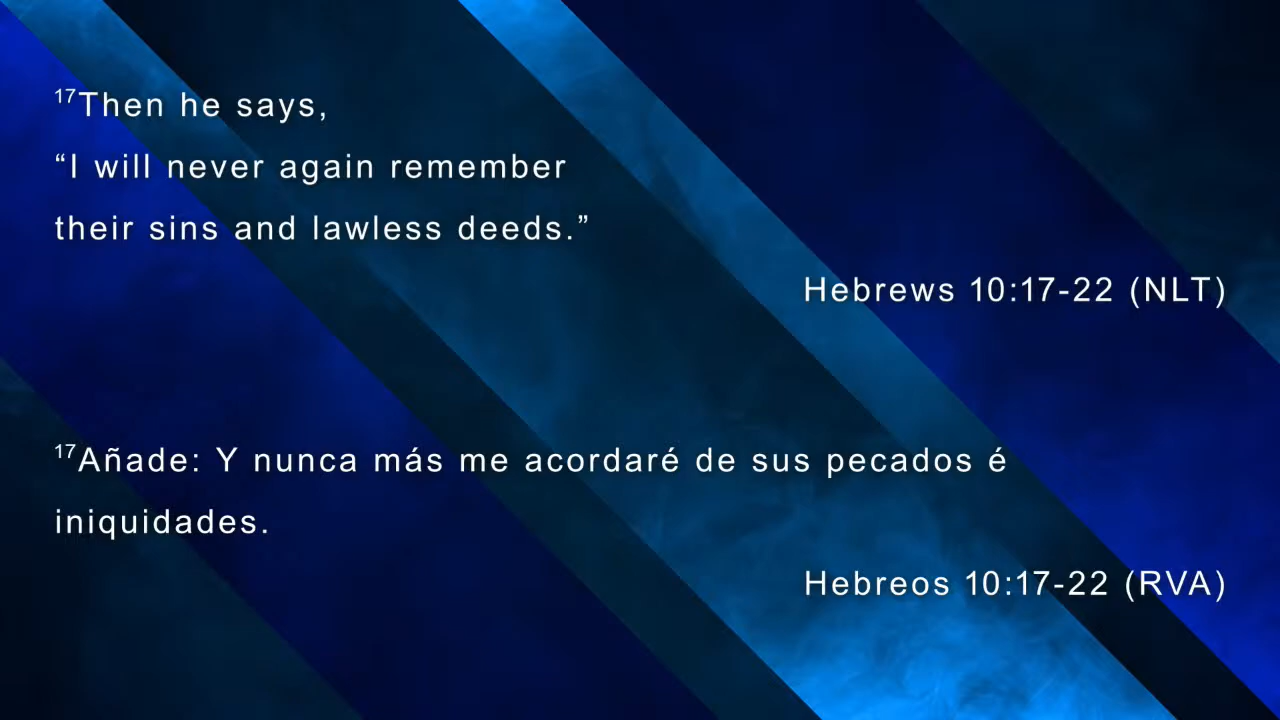 ¹⁷Then he says,
“I will never again remember
their sins and lawless deeds.”
Hebrews 10:17-22 (NLT)
¹⁷Añade: Y nunca más me acordaré de sus pecados é
iniquidades.
Hebreos 10:17-22 (RVA)